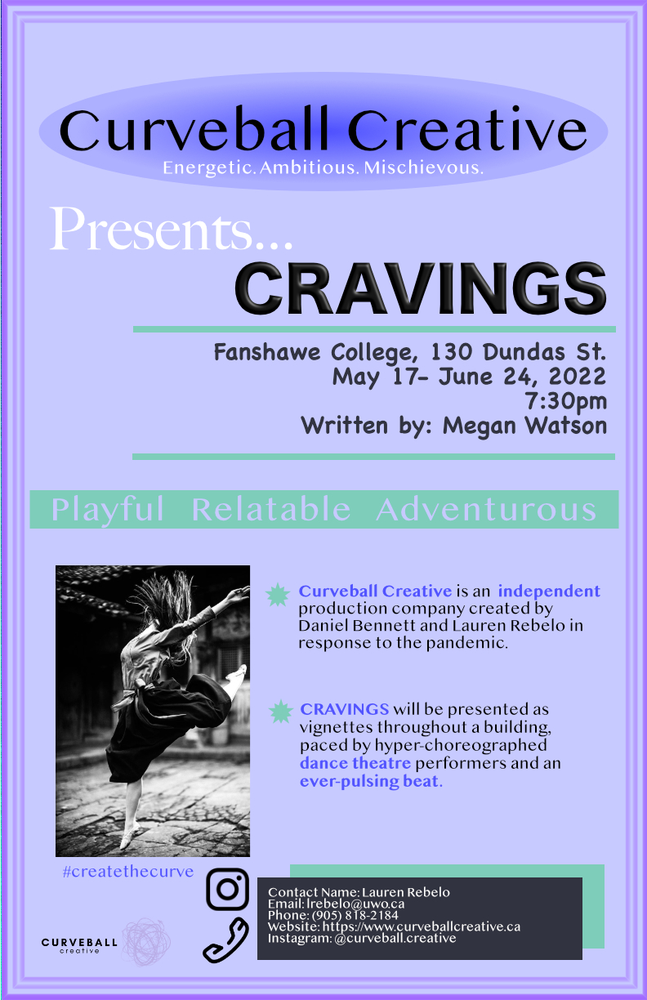 Curveball Creative
Energetic. Ambitious. Mischievous.
Presents...
CRAVINGS
Fanshawe College, 130 Dundas St.
May 17- June 24, 2022
7:30pm
Written by: Megan Watson
Playful Relatable Adventurous
Curveball Creative is an independent
production company created by
Daniel Bennett and Lauren Rebelo in
response to the pandemic.
CRAVINGS will be presented as
vignettes throughout a building,
paced by hyper-choreographed
dance theatre performers and an
ever-pulsing beat.
#createthecurve
Contact Name: Lauren Rebelo
Email: lrebelo@uwo.ca
Phone: (905) 818-2184
Website: https://www.curveballcreative.ca
Instagram: @curveball.creative
CURVEBALL
creative